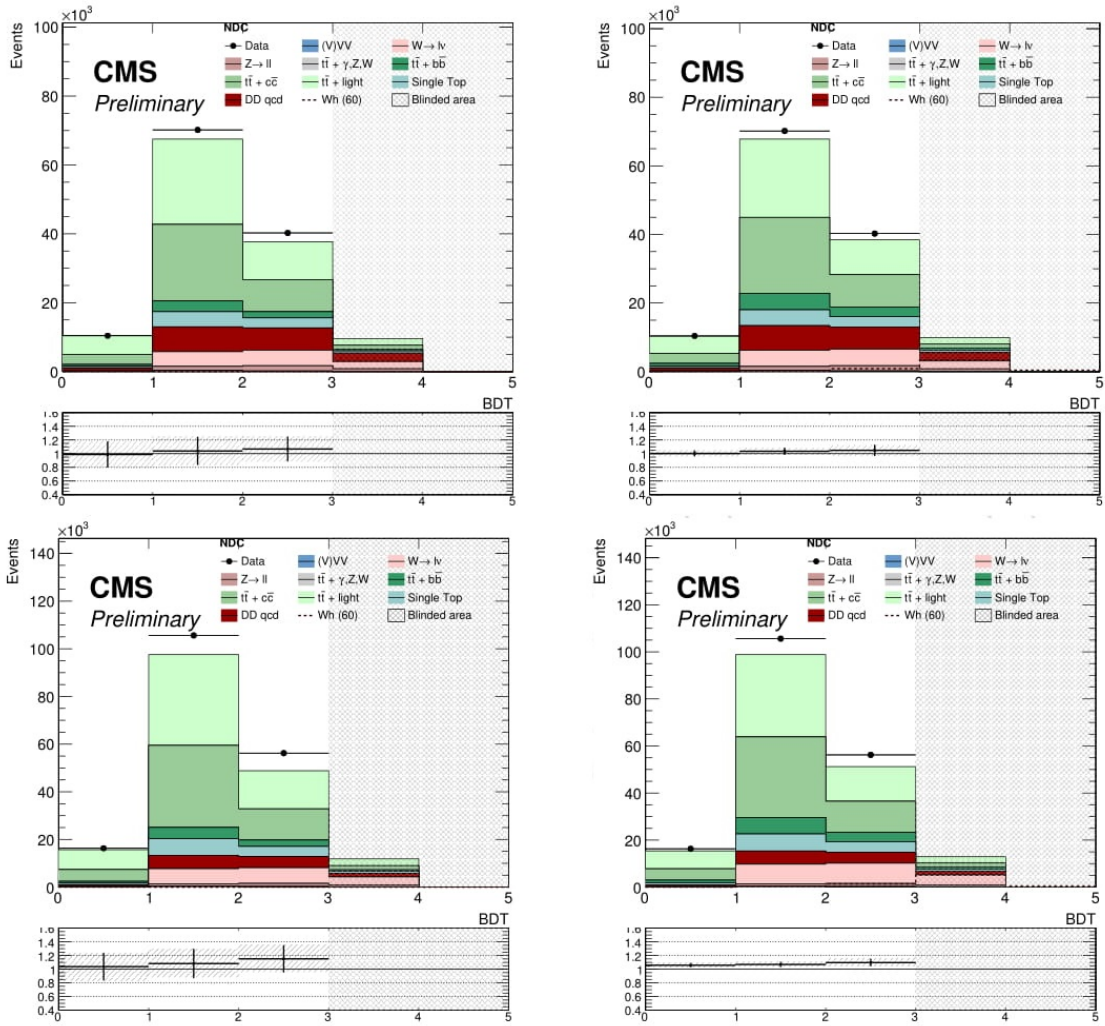 ×10³
Events
100
80
60
40
20
0
CMS
Preliminary
NDC
Data
(V)VV
W→ lν
Z→ ll
tt̄ + γ,Z,W
tt̄ + bb̄
tt̄ + cc̄
tt̄ + light
Single Top
DD qcd
Wh (60)
Blinded area
0 1 2 3 4 5
BDT
1.6
1.4
1.2
1
0.8
0.6
0.4
0 1 2 3 4 5
×10³
Events
100
80
60
40
20
0
CMS
Preliminary
NDC
Data
(V)VV
W→ lν
Z→ ll
tt̄ + γ,Z,W
tt̄ + bb̄
tt̄ + cc̄
tt̄ + light
Single Top
DD qcd
Wh (60)
Blinded area
0 1 2 3 4 5
BDT
1.6
1.4
1.2
1
0.8
0.6
0.4
0 1 2 3 4 5
×10³
Events
140
120
100
80
60
40
20
0
CMS
Preliminary
NDC
Data
(V)VV
W→ lν
Z→ ll
tt̄ + γ,Z,W
tt̄ + bb̄
tt̄ + cc̄
tt̄ + light
Single Top
DD qcd
Wh (60)
Blinded area
0 1 2 3 4 5
BDT
1.6
1.4
1.2
1
0.8
0.6
0.4
0 1 2 3 4 5
×10³
Events
140
120
100
80
60
40
20
0
CMS
Preliminary
NDC
Data
(V)VV
W→ lν
Z→ ll
tt̄ + γ,Z,W
tt̄ + bb̄
tt̄ + cc̄
tt̄ + light
Single Top
DD qcd
Wh (60)
Blinded area
0 1 2 3 4 5
BDT
1.6
1.4
1.2
1
0.8
0.6
0.4
0 1 2 3 4 5